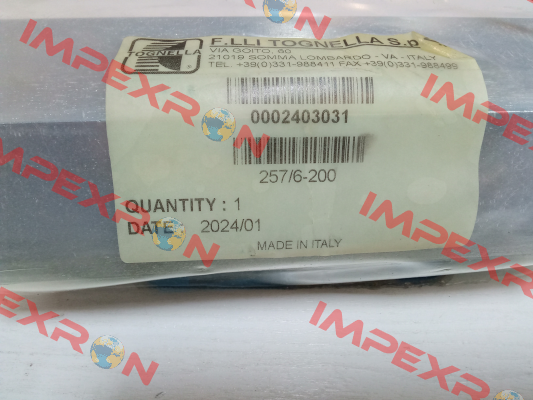 TOGNELLA
F.LLI TOGNELLA S.p
VIA GOITO, 60
21019 SOMMA LOMBARDO - VA - ITALY
TEL. +39(0)331-988411 FAX +39(0)331-988499
0002403031
257/6-200
QUANTITY : 1
DATE 2024/01
MADE IN ITALY
IMPEXRON
IMPEXRON
IMPEXRON
IMPEXRON
IMPEXRON